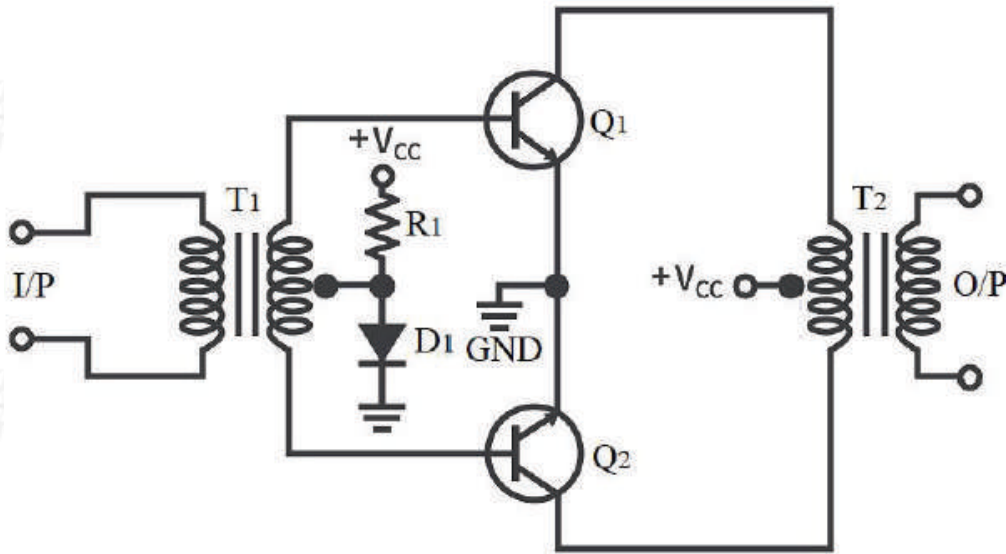 Q1
+VCC
T1
R1
T2
I/P
+VCC
O/P
D1
GND
Q2